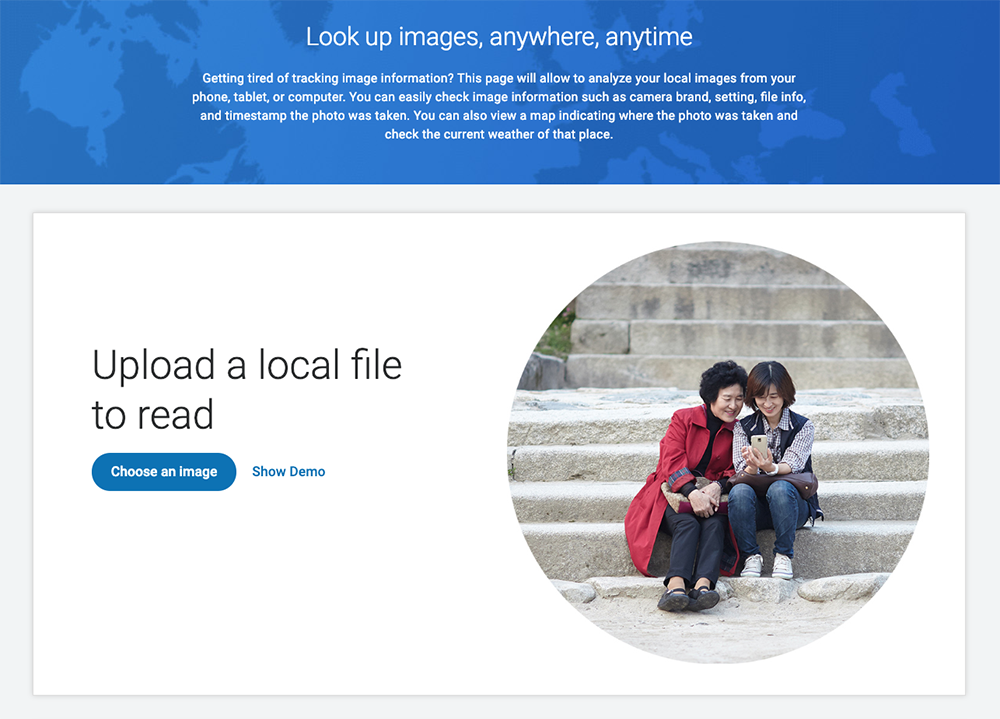 Look up images, anywhere, anytime
Getting tired of tracking image information? This page will allow to analyze your local images from your
phone, tablet, or computer. You can easily check image information such as camera brand, setting, file info,
and timestamp the photo was taken. You can also view a map indicating where the photo was taken and
check the current weather of that place.
Upload a local file
to read
Choose an image
Show Demo